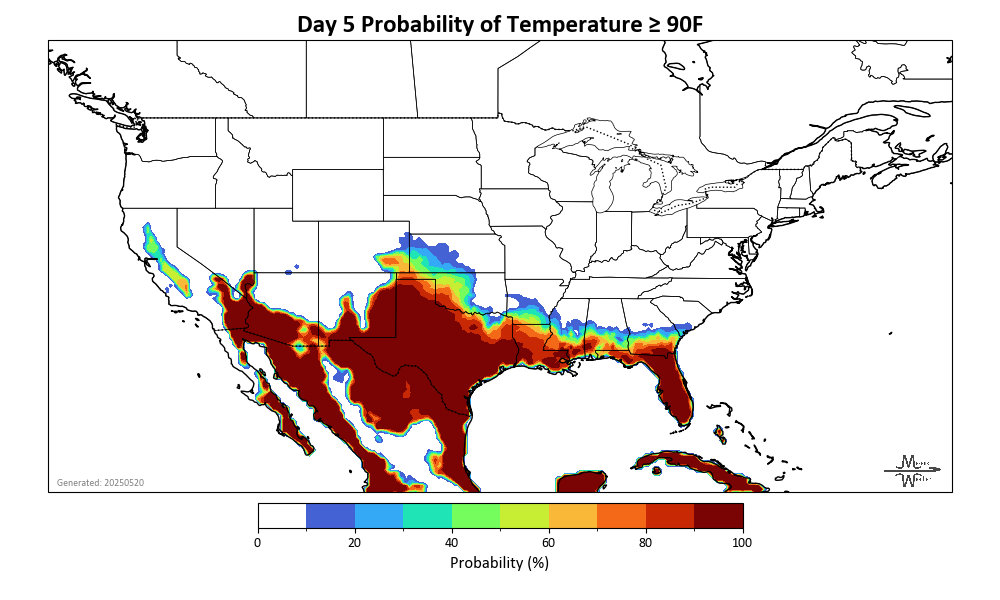 Day 5 Probability of Temperature ≥ 90F
Generated: 20250520
0 20 40 60 80 100
Probability (%)